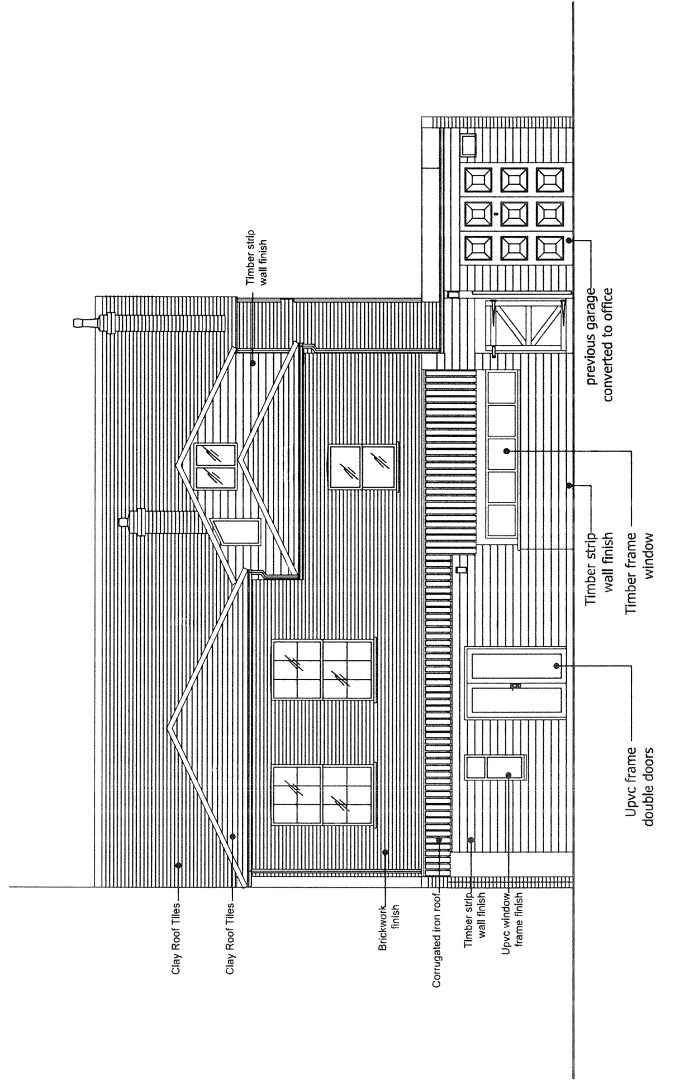 Clay Roof Tiles
Clay Roof Tiles
Brickwork
finish
Corrugated iron roof
Timber strip
wall finish
Upvc window
frame finish
Timber strip
wall finish
Upvc frame
double doors
Timber strip
wall finish
Timber frame
window
previous garage
converted to office